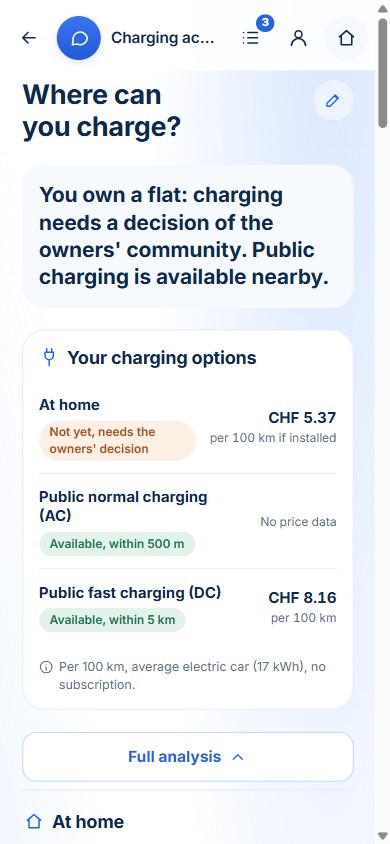 Charging ac...
3
Where can
you charge?
You own a flat: charging
needs a decision of the
owners' community. Public
charging is available nearby.
Your charging options
At home
Not yet, needs the
owners' decision
CHF 5.37
per 100 km if installed
Public normal charging
(AC)
Available, within 500 m
No price data
Public fast charging (DC)
Available, within 5 km
CHF 8.16
per 100 km
Per 100 km, average electric car (17 kWh), no
subscription.
Full analysis
At home